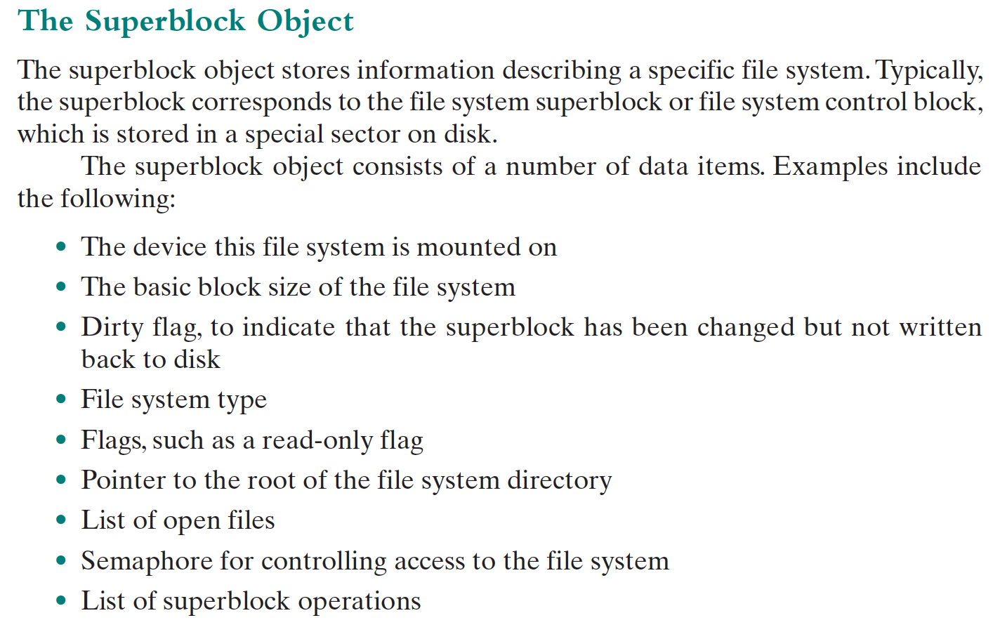 The Superblock Object
The superblock object stores information describing a specific file system. Typically,
the superblock corresponds to the file system superblock or file system control block,
which is stored in a special sector on disk.
The superblock object consists of a number of data items. Examples include
the following:
• The device this file system is mounted on
• The basic block size of the file system
• Dirty flag, to indicate that the superblock has been changed but not written
back to disk
• File system type
• Flags, such as a read-only flag
• Pointer to the root of the file system directory
• List of open files
• Semaphore for controlling access to the file system
• List of superblock operations